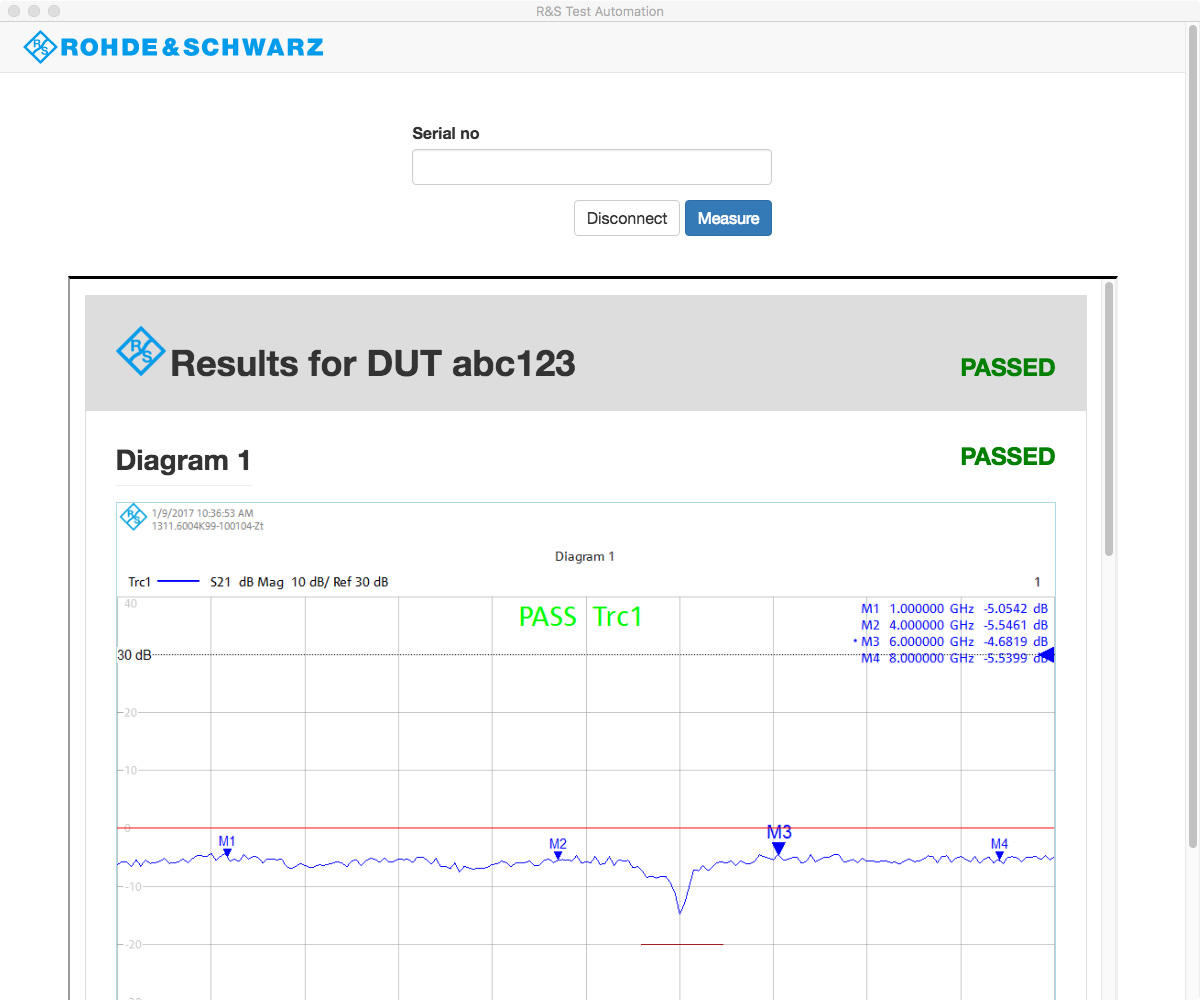 R&S Test Automation
R&S ROHDE&SCHWARZ
Serial no
Disconnect Measure
R&S Results for DUT abc123 PASSED
Diagram 1 PASSED
R&S 1/9/2017 10:36:53 AM
1311.6004K99-100104-Zt
Diagram 1
Trc1 S21 dB Mag 10 dB/ Ref 30 dB 1
40 PASS Trc1 M1 1.000000 GHz -5.0542 dB
M2 4.000000 GHz -5.5461 dB
• M3 6.000000 GHz -4.6819 dB
30 dB M4 8.000000 GHz -5.5399 dB
20
10
0
M1 M2 M3 M4
-10
-20